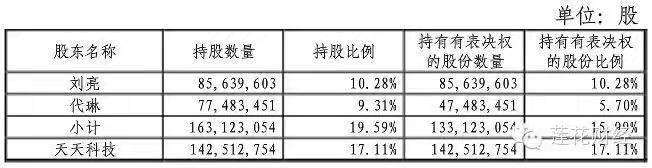 单位：股
股东名称 持股数量 持股比例 持有有表决权的股份数量 持有有表决权的股份比例
刘亮 85,639,603 10.28% 85,639,603 10.28%
代琳 77,483,451 9.31% 47,483,451 5.70%
小计 163,123,054 19.59% 133,123,054 15.99%
天天科技 142,512,754 17.11% 142,512,754 17.11%
莲花财经